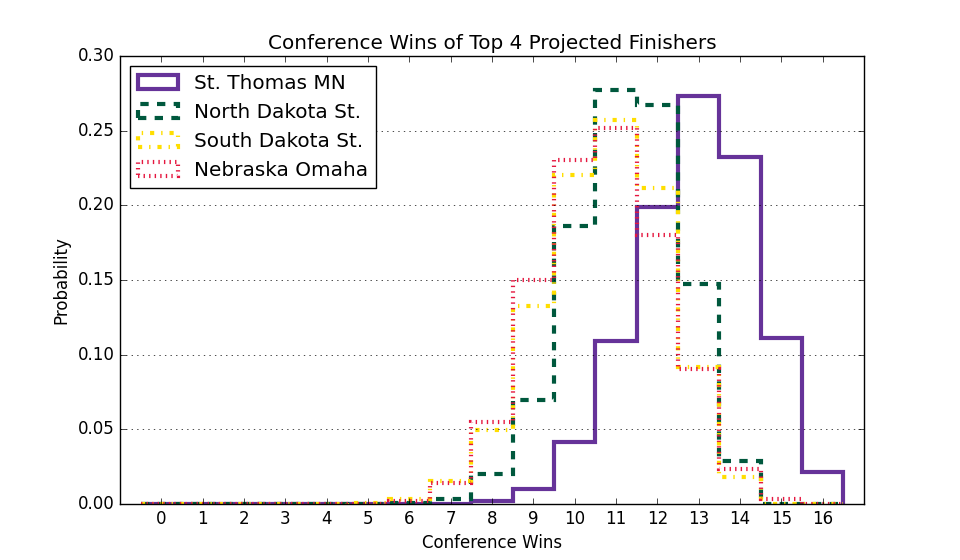 Conference Wins of Top 4 Projected Finishers
St. Thomas MN
North Dakota St.
South Dakota St.
Nebraska Omaha
0.30
0.25
0.20
0.15
0.10
0.05
0.00
Probability
0 1 2 3 4 5 6 7 8 9 10 11 12 13 14 15 16
Conference Wins